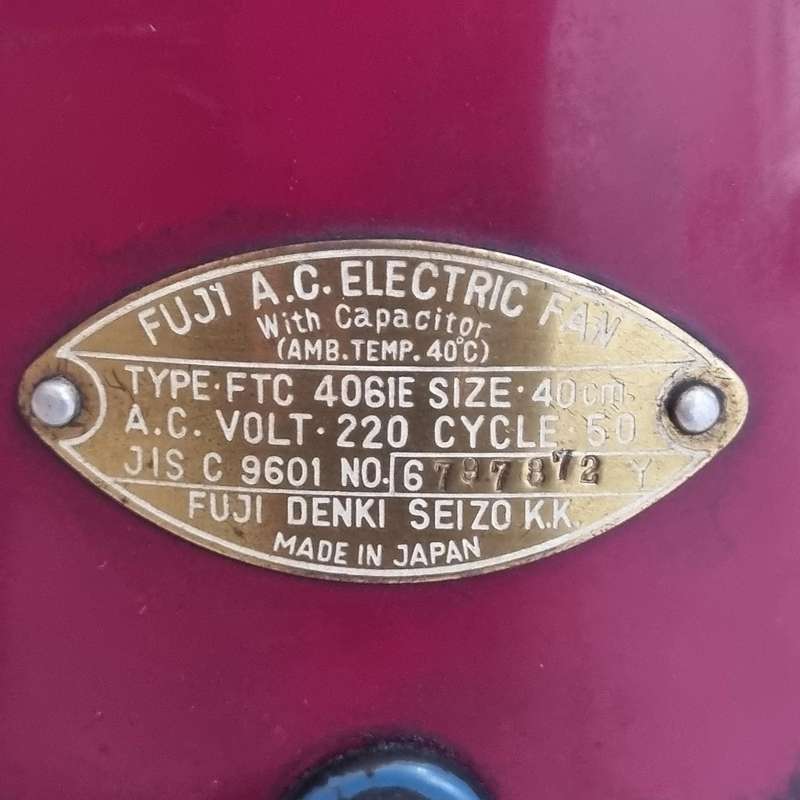 FUJI A.C. ELECTRIC FAN
With Capacitor
(AMB.TEMP. 40°C)
TYPE·FTC 4061E SIZE·40cm.
A.C. VOLT·220 CYCLE·50
JIS C 9601 NO. 6797872 Y
FUJI DENKI SEIZO K.K.
MADE IN JAPAN